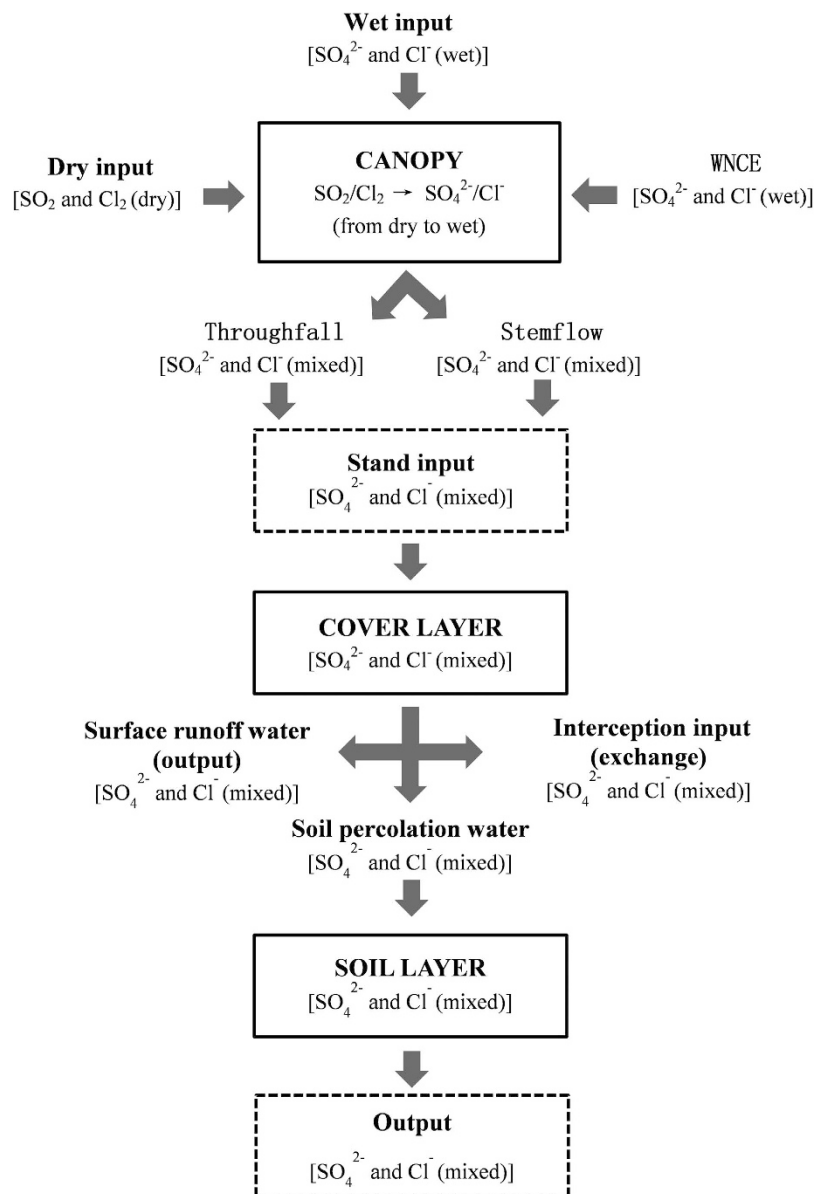 Wet input
[SO₄²⁻ and Cl⁻ (wet)]
Dry input
[SO₂ and Cl₂ (dry)]
CANOPY
SO₂/Cl₂ → SO₄²⁻/Cl⁻
(from dry to wet)
WNCE
[SO₄²⁻ and Cl⁻ (wet)]
Throughfall
[SO₄²⁻ and Cl⁻ (mixed)]
Stemflow
[SO₄²⁻ and Cl⁻ (mixed)]
Stand input
[SO₄²⁻ and Cl⁻ (mixed)]
COVER LAYER
[SO₄²⁻ and Cl⁻ (mixed)]
Surface runoff water
(output)
[SO₄²⁻ and Cl⁻ (mixed)]
Interception input
(exchange)
[SO₄²⁻ and Cl⁻ (mixed)]
Soil percolation water
[SO₄²⁻ and Cl⁻ (mixed)]
SOIL LAYER
[SO₄²⁻ and Cl⁻ (mixed)]
Output
[SO₄²⁻ and Cl⁻ (mixed)]